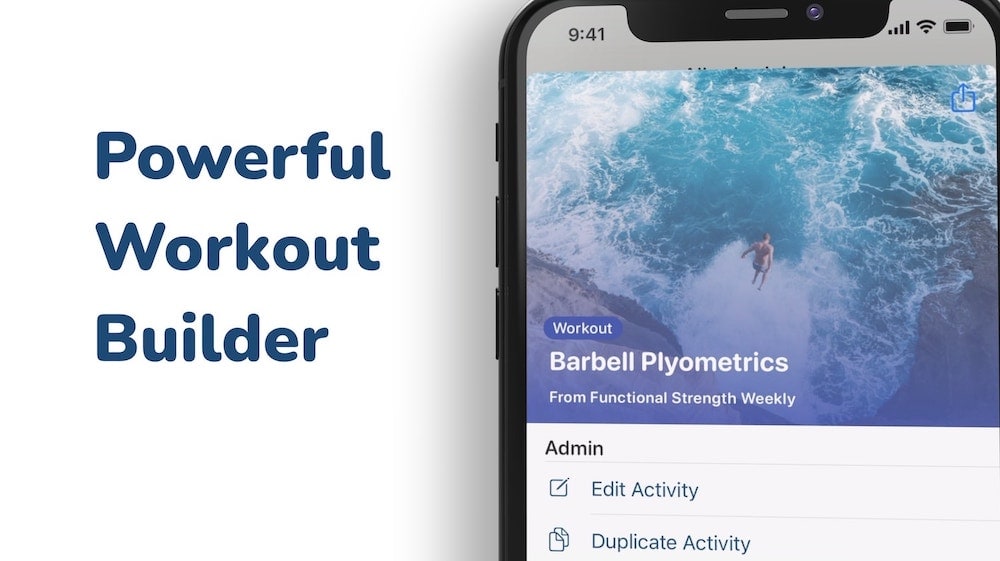 Powerful
Workout
Builder
9:41
Workout
Barbell Plyometrics
From Functional Strength Weekly
Admin
Edit Activity
Duplicate Activity